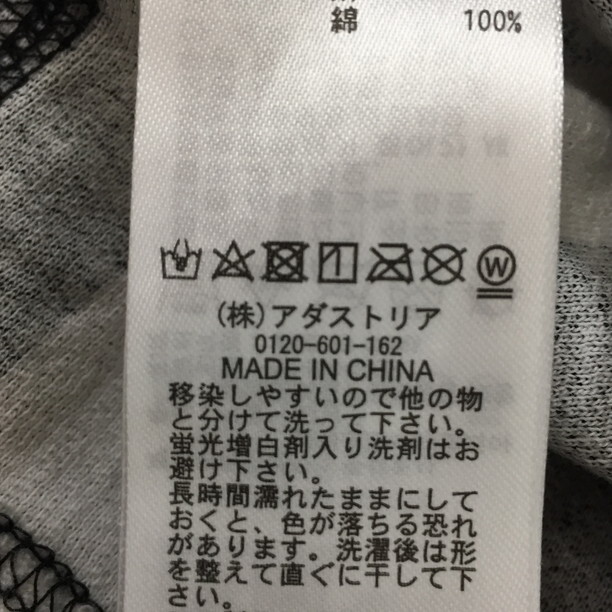 綿 100%
W
(株)アダストリア
0120-601-162
MADE IN CHINA
移染しやすいので他の物
と分けて洗って下さい。
蛍光増白剤入り洗剤はお
避け下さい。
長時間濡れたままにして
おくと、色が落ちる恐れ
があります。洗濯後は形
を整えて直ぐに干して下
さい。